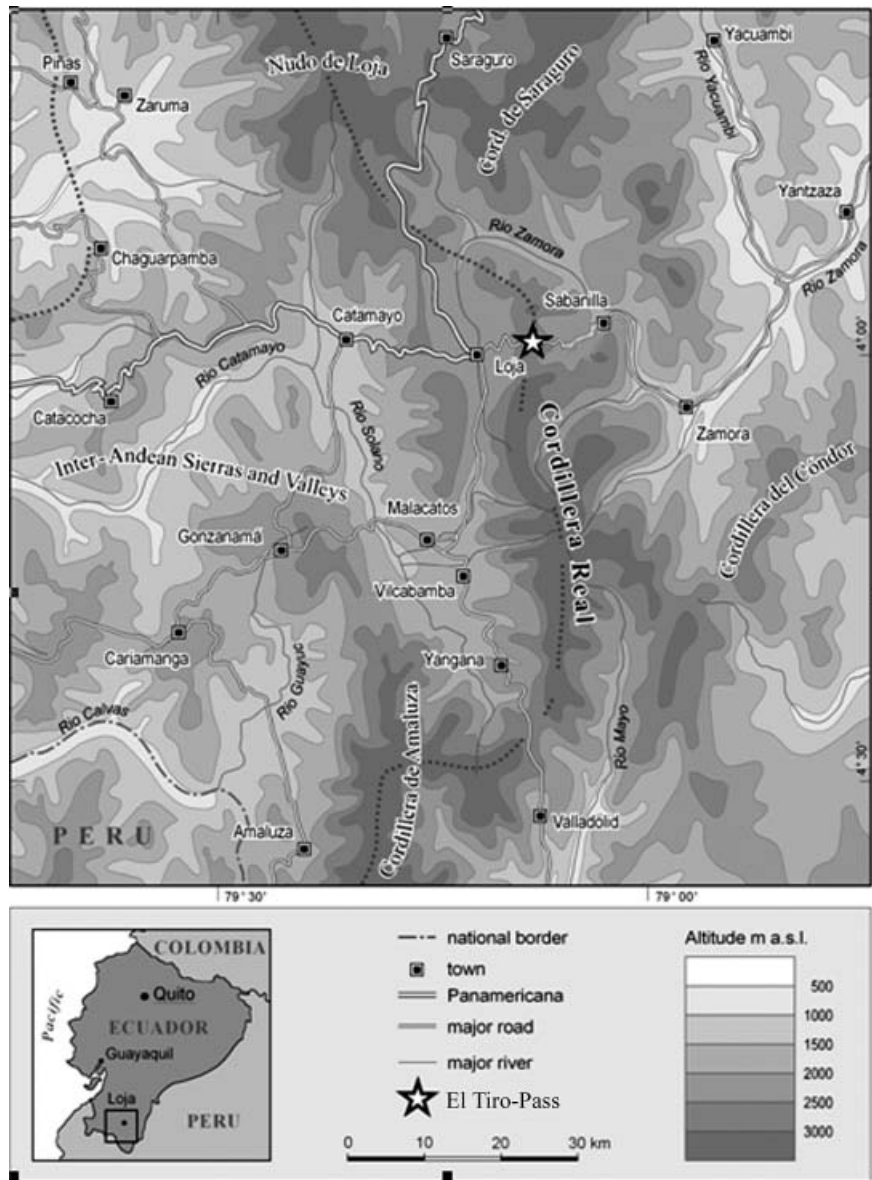 Piñas
Zaruma
Nudo de Loja
Saraguro
Cord. de Saraguro
Yacuambi
Rio Yacuambi
Yantzaza
Rio Zamora
Chaguarpamba
Rio Zamora
Sabanilla
Catamayo
Loja
4° 00'
Rio Catamayo
Catacocha
Rio Solano
Zamora
Inter-Andean Sierras and Valleys
Cordillera Real
Cordillera del Cóndor
Malacatos
Gonzanamá
Vilcabamba
Cariamanga
Rio Guayuc
Yangana
Rio Calvas
Cordillera de Amaluza
Rio Mayo
4° 30'
PERU
Amaluza
Valladolid
79° 30'
79° 00'
COLOMBIA
Pacific
Quito
ECUADOR
Guayaquil
Loja
PERU
national border
town
Panamericana
major road
major river
El Tiro-Pass
0 10 20 30 km
Altitude m a.s.l.
500
1000
1500
2000
2500
3000